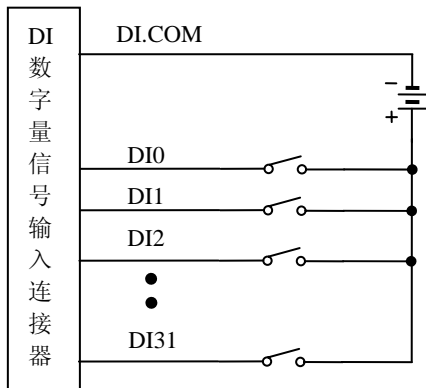 DI
数
字
量
信
号
输
入
连
接
器
DI.COM
−
+
DI0
DI1
DI2
DI31